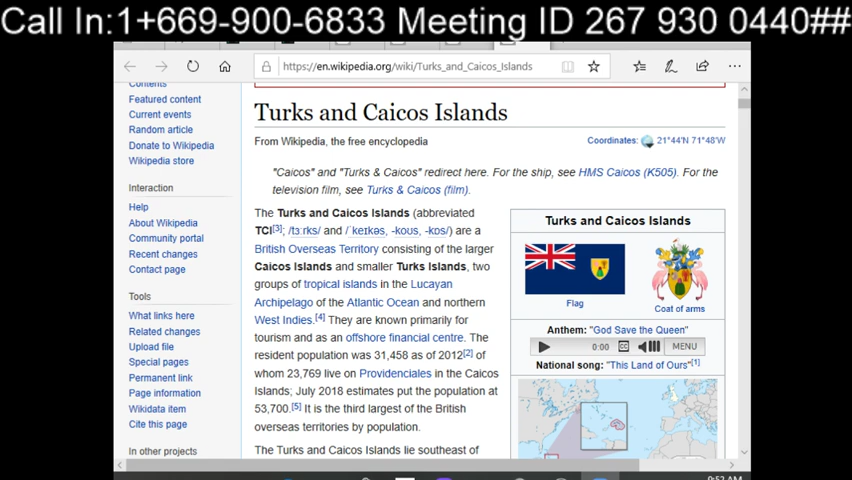 Call In:1+669-900-6833 Meeting ID 267 930 0440##
https://en.wikipedia.org/wiki/Turks_and_Caicos_Islands
Contents
Featured content
Current events
Random article
Donate to Wikipedia
Wikipedia store
Interaction
Help
About Wikipedia
Community portal
Recent changes
Contact page
Tools
What links here
Related changes
Upload file
Special pages
Permanent link
Page information
Wikidata item
Cite this page
In other projects
Turks and Caicos Islands
From Wikipedia, the free encyclopedia
Coordinates: 21°44′N 71°48′W
"Caicos" and "Turks & Caicos" redirect here. For the ship, see HMS Caicos (K505). For the
television film, see Turks & Caicos (film).
The Turks and Caicos Islands (abbreviated
TCI[3]; /tɜːrks/ and /ˈkeɪkəs, -koʊs, -kɒs/) are a
British Overseas Territory consisting of the larger
Caicos Islands and smaller Turks Islands, two
groups of tropical islands in the Lucayan
Archipelago of the Atlantic Ocean and northern
West Indies.[4] They are known primarily for
tourism and as an offshore financial centre. The
resident population was 31,458 as of 2012[2] of
whom 23,769 live on Providenciales in the Caicos
Islands; July 2018 estimates put the population at
53,700.[5] It is the third largest of the British
overseas territories by population.
The Turks and Caicos Islands lie southeast of
Turks and Caicos Islands
Flag
Coat of arms
Anthem: "God Save the Queen"
0:00 CC MENU
National song: "This Land of Ours"[1]
9:52 AM